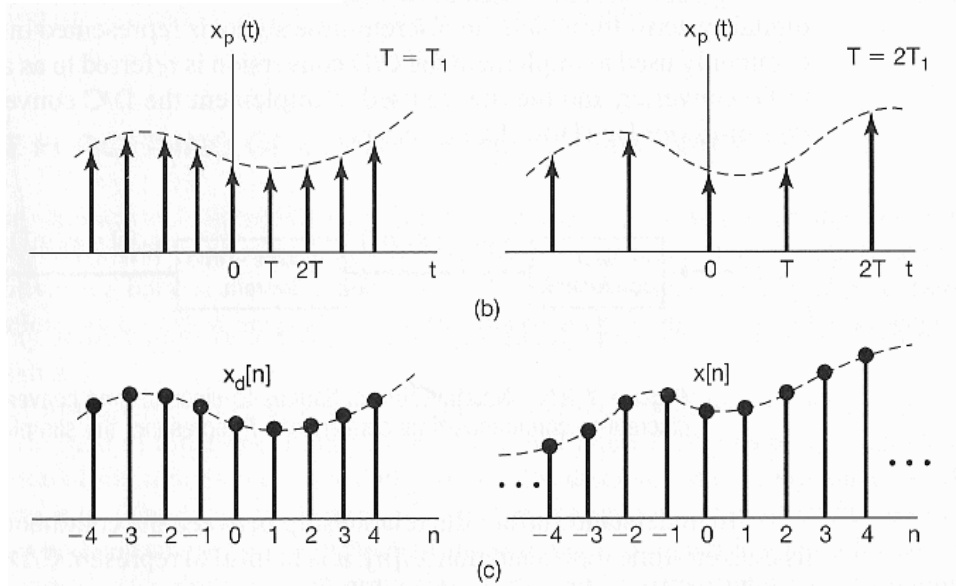 x_p (t)
T = T_1
0 T 2T t
x_p (t)
T = 2T_1
0 T 2T t
(b)
x_d[n]
−4 −3 −2 −1 0 1 2 3 4 n
x[n]
• • •
• • •
−4 −3 −2 −1 0 1 2 3 4 n
(c)